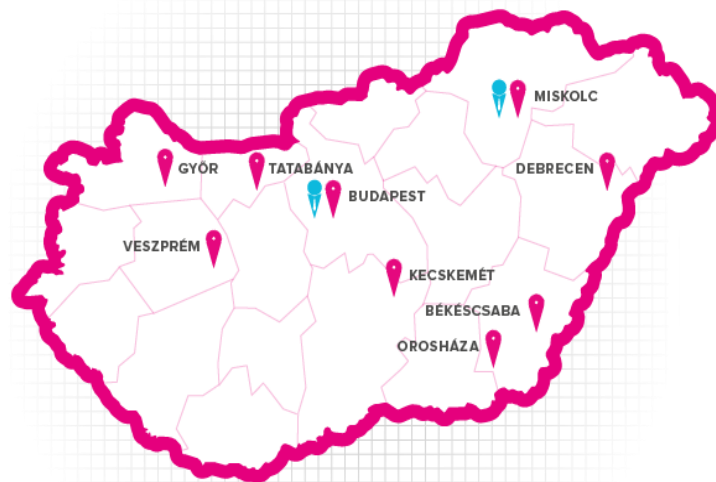 MISKOLC
GYŐR
TATABÁNYA
DEBRECEN
BUDAPEST
VESZPRÉM
KECSKEMÉT
BÉKÉSCSABA
OROSHÁZA